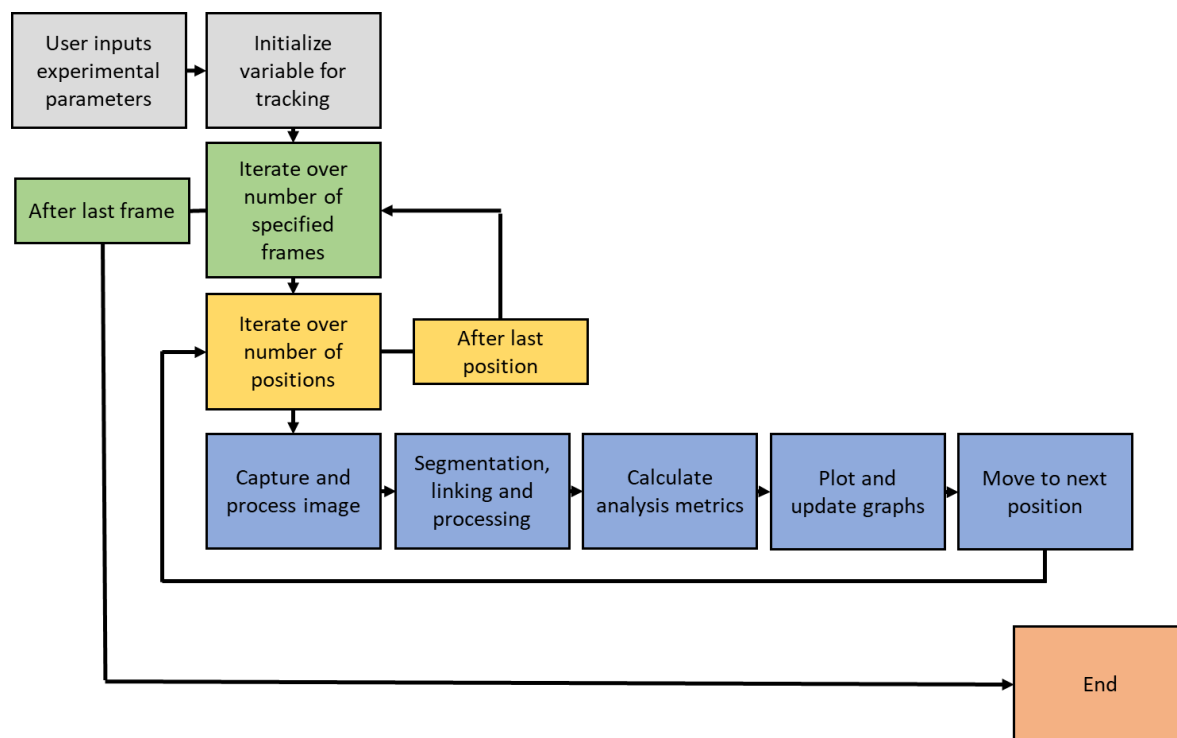 User inputs
experimental
parameters
Initialize
variable for
tracking
Iterate over
number of
specified
frames
After last frame
Iterate over
number of
positions
After last
position
Capture and
process image
Segmentation,
linking and
processing
Calculate
analysis metrics
Plot and
update graphs
Move to next
position
End